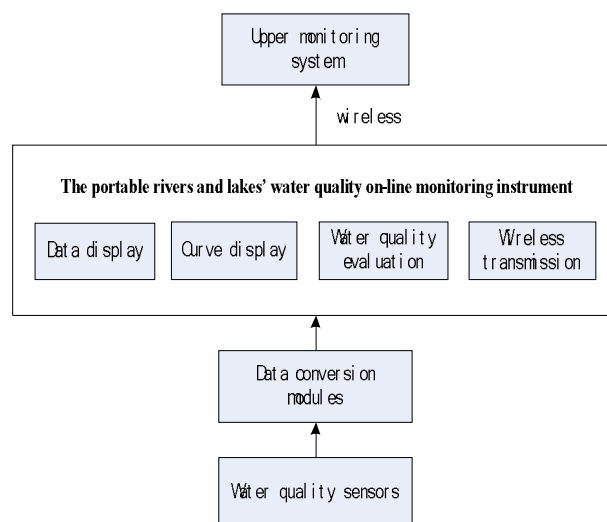 Upper monitoring
system
wireless
The portable rivers and lakes' water quality on-line monitoring instrument
Data display
Curve display
Water quality
evaluation
Wireless
transmission
Data conversion
modules
Water quality sensors